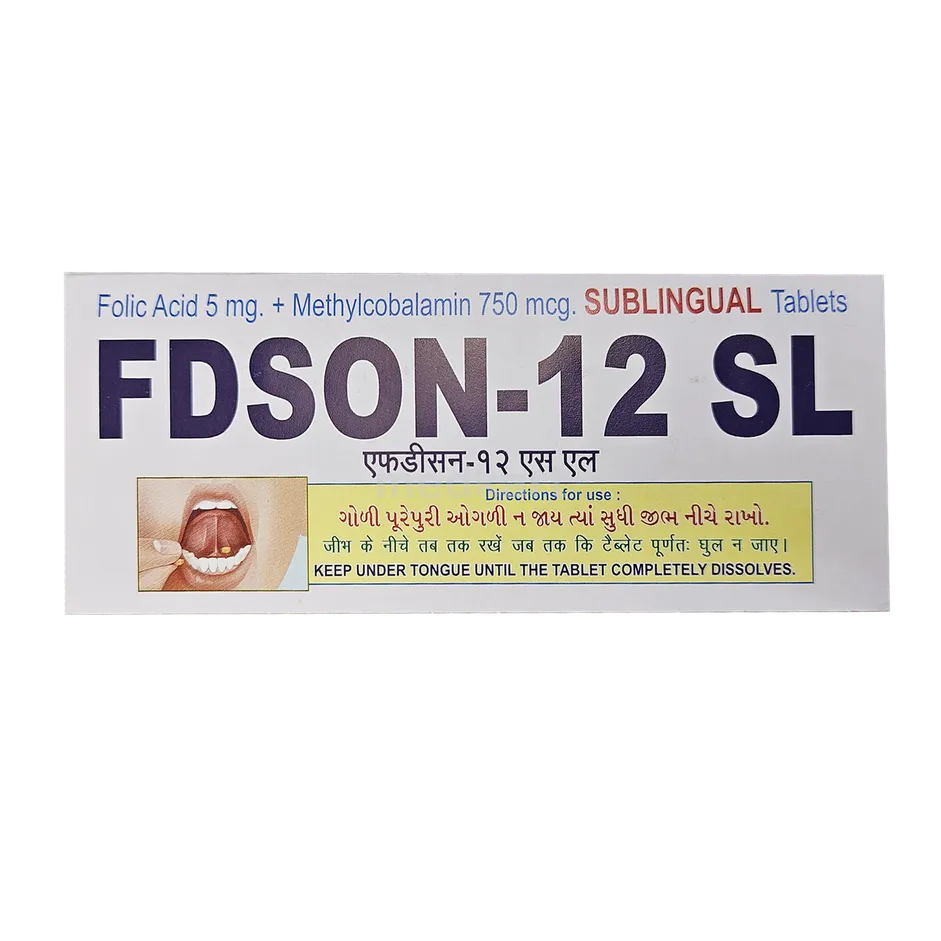 Folic Acid 5 mg. + Methylcobalamin 750 mcg. SUBLINGUAL Tablets
FDSON-12 SL
एफडीसन-१२ एस एल
Directions for use :
ગોળી પૂરેપુરી ઓગળી ન જાય ત્યાં સુધી જીભ નીચે રાખો.
जीभ के नीचे तब तक रखें जब तक कि टैब्लेट पूर्णतः घुल न जाए।
KEEP UNDER TONGUE UNTIL THE TABLET COMPLETELY DISSOLVES.